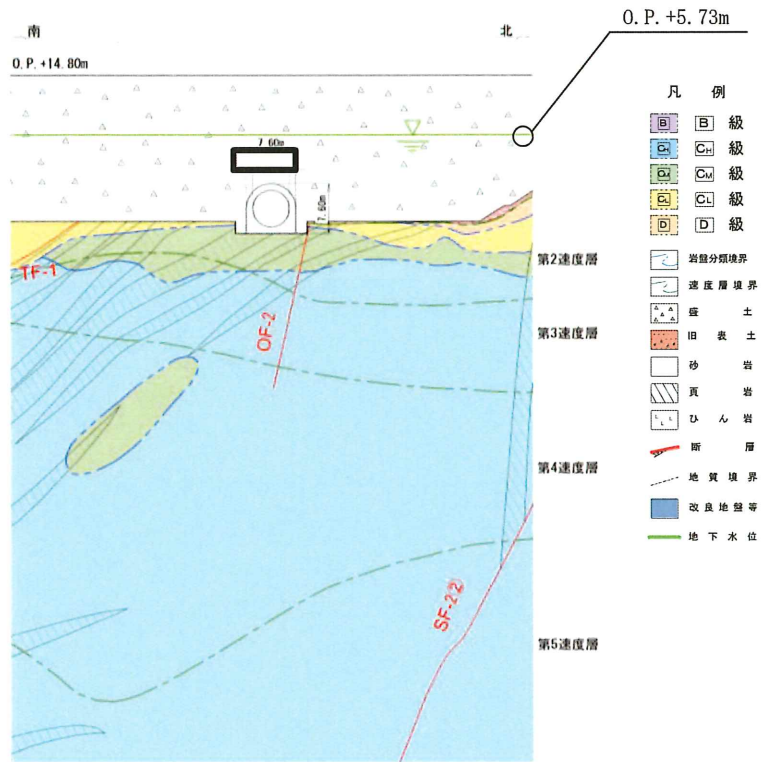 O.P.+5.73m
南
北
O.P.+14.80m
7.60m
7.60m
TF-1
OF-2
SF-2②
第2速度層
第3速度層
第4速度層
第5速度層
凡例
B B 級
CH CH 級
CM CM 級
CL CL 級
D D 級
岩盤分類境界
速度層境界
盛土
旧表土
砂岩
頁岩
ひん岩
断層
地質境界
改良地盤等
地下水位